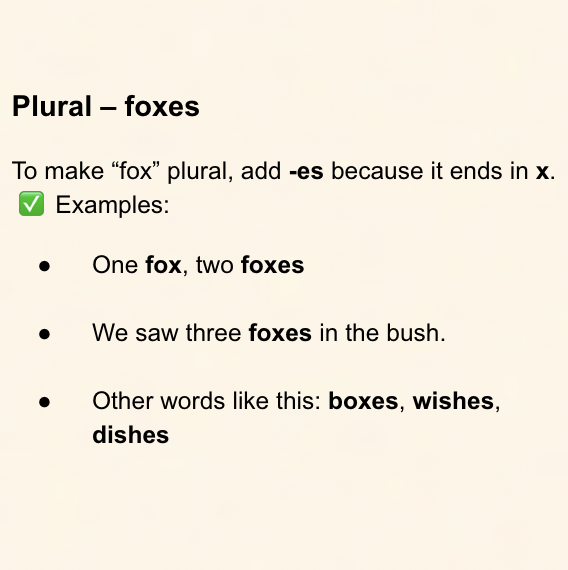 Plural – foxes
To make “fox” plural, add -es because it ends in x.
✅ Examples:
● One fox, two foxes
● We saw three foxes in the bush.
● Other words like this: boxes, wishes,
dishes